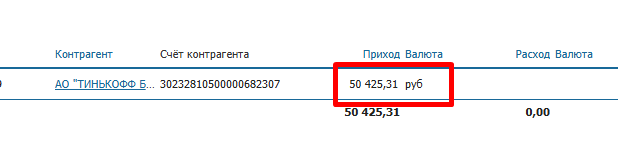 Контрагент Счёт контрагента Приход Валюта Расход Валюта
9 АО "ТИНЬКОФФ Б... 30232810500000682307 50 425,31 руб
50 425,31 0,00